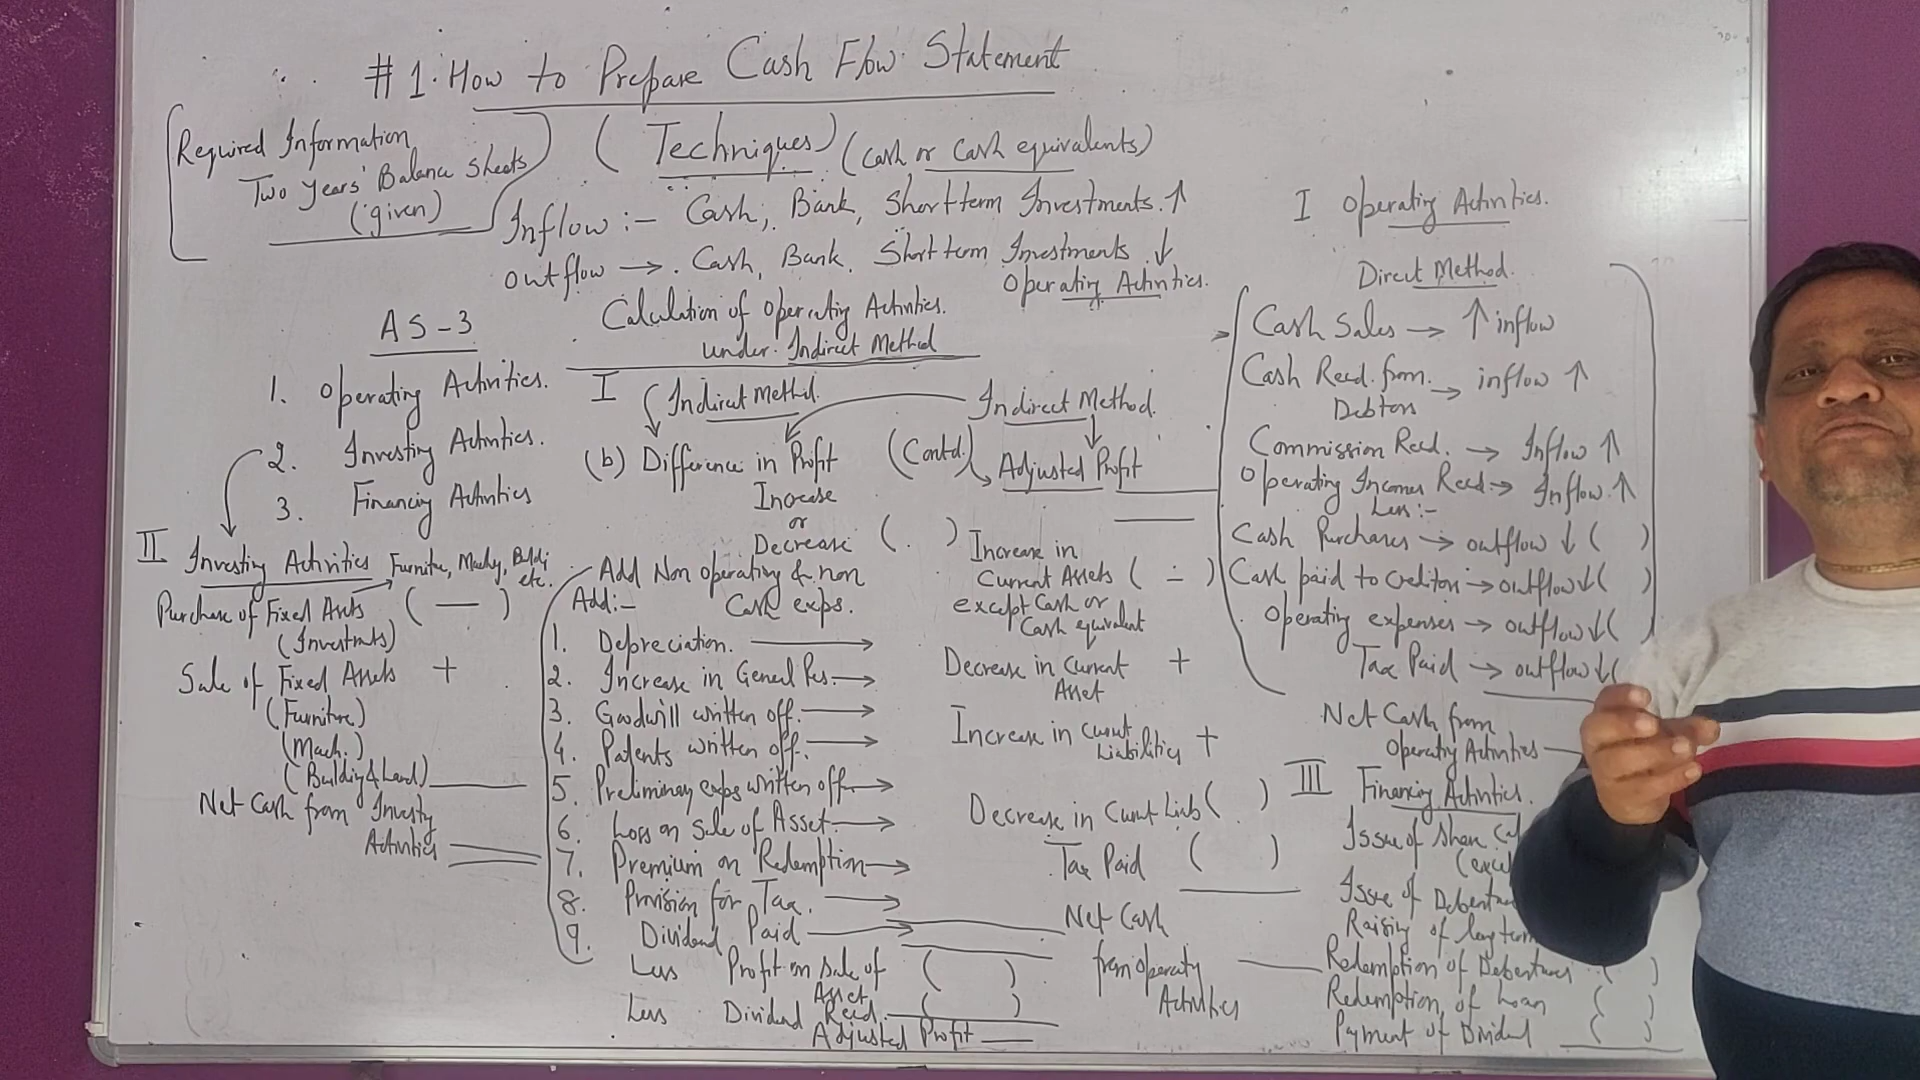 #1. How to Prepare Cash Flow Statement
Required Information
Two Years' Balance Sheets
(given)
(Techniques) (Cash or Cash equivalents)
Inflow :- Cash, Bank, Short term Investments. ↑
outflow → . Cash, Bank. Short term Investments. ↓
AS-3
1. Operating Activities.
2. Investing Activities.
3. Financing Activities
II Investing Activities
Furniture, Machy, Buldi
etc.
Purchase of Fixed Assets ( — )
(Investments)
Sale of Fixed Assets +
(Furniture)
(Mach.)
(Building & Land)
Net Cash from Investing
Activities
Calculation of Operating Activities.
under Indirect Method
I Indirect Method.
(b) Difference in Profit
Increase
or
Decrease ( . )
Add Non operating & non
Cash exps.
Add:-
1. Depreciation. →
2. Increase in General Res. →
3. Goodwill written off. →
4. Patents written off. →
5. Preliminary exps written off. →
6. Loss on Sale of Asset. →
7. Premium on Redemption →
8. Provision for Tax. →
9. Dividend Paid →
Less Profit on Sale of ( )
Asset
Less Dividend Recd. ( )
Adjusted Profit
Operating Activities.
Indirect Method.
(Contd.) Adjusted Profit
Increase in
Current Assets ( - )
except Cash or
Cash equivalent
Decrease in Current +
Asset
Increase in current +
Liabilities
Decrease in Current Liab ( )
Tax Paid ( )
Net Cash
from operating
Activities
I Operating Activities.
Direct Method.
Cash Sales → ↑ inflow
Cash Recd. from. → inflow ↑
Debtors
Commission Recd. → Inflow ↑
Operating Incomes Recd. → Inflow. ↑
Less:-
Cash Purchases → outflow ↓ ( )
Cash paid to Creditors → outflow ↓ ( )
Operating expenses → outflow ↓ ( )
Tax Paid → outflow ↓ (
Net Cash from
Operating Activities
III Financing Activities.
Issue of Share
Issue of
Raising of long term
Redemption of Debentures ( )
Redemption of Loan ( )
Payment of Dividend ( )